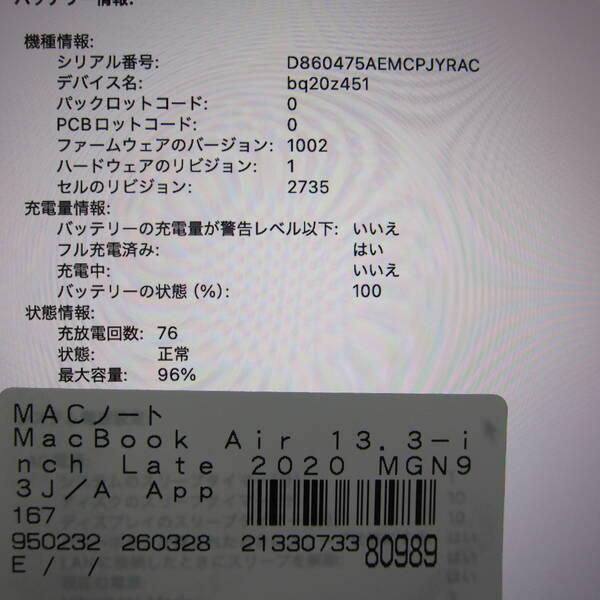 バッテリー情報:
機種情報:
シリアル番号: D860475AEMCPJYRAC
デバイス名: bq20z451
パックロットコード: 0
PCBロットコード: 0
ファームウェアのバージョン: 1002
ハードウェアのリビジョン: 1
セルのリビジョン: 2735
充電量情報:
バッテリーの充電量が警告レベル以下: いいえ
フル充電済み: はい
充電中: いいえ
バッテリーの状態 (%): 100
状態情報:
充放電回数: 76
状態: 正常
最大容量: 96%
MACノート
MacBook Air 13.3-i
nch Late 2020 MGN9
3J/A App
167
950232 260328 21330733 80989
E / /